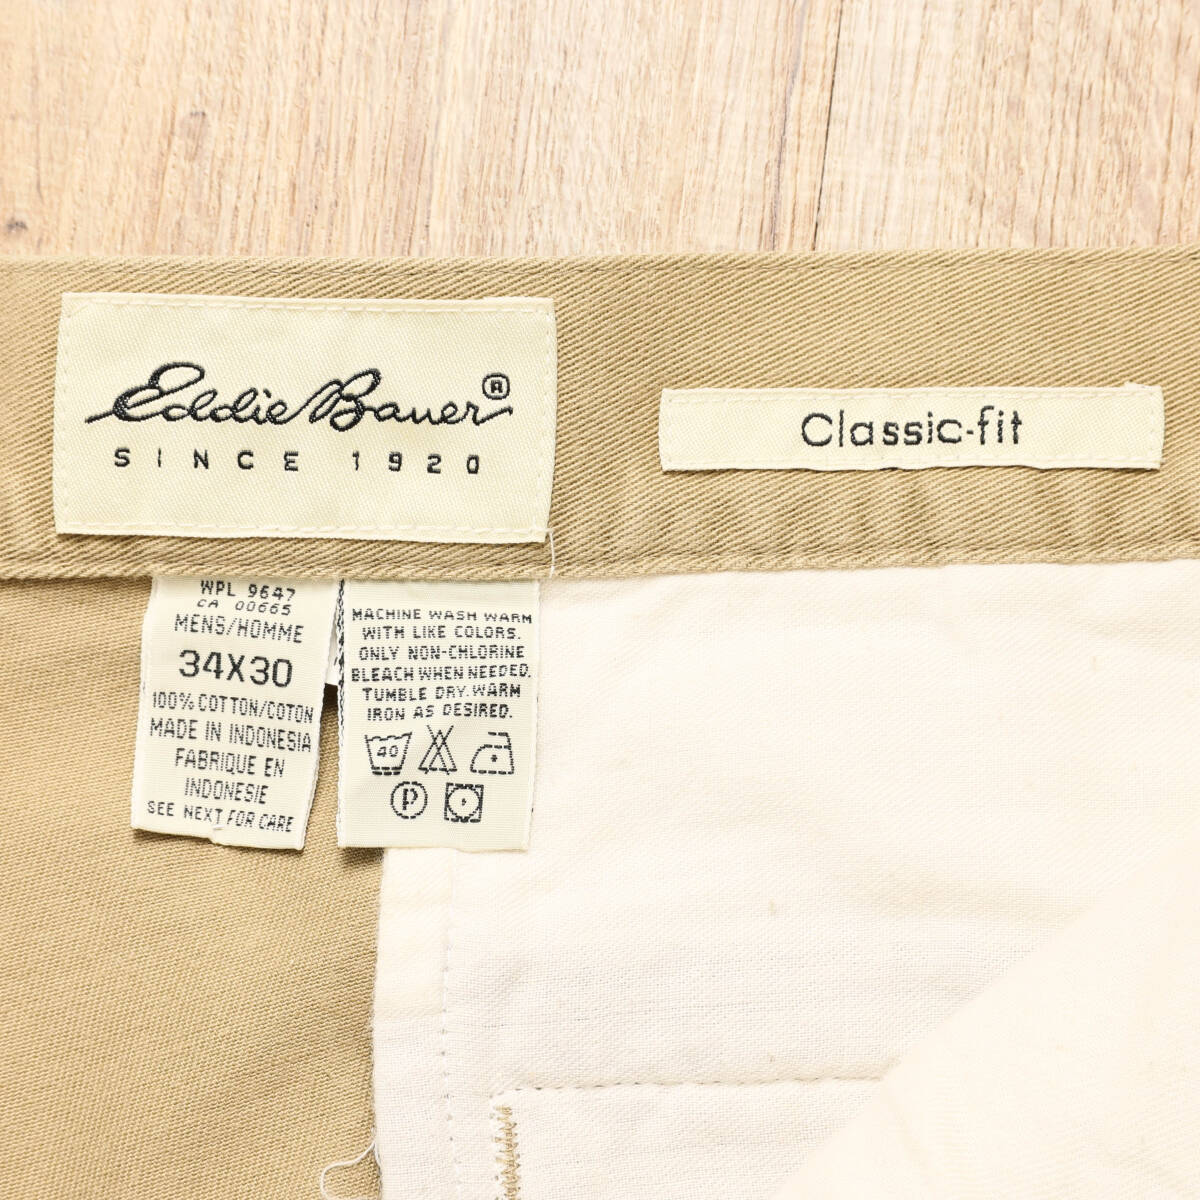 Eddie Bauer®
SINCE 1920
Classic-fit
WPL 9647
CA 00665
MENS/HOMME
34X30
100% COTTON/COTON
MADE IN INDONESIA
FABRIQUE EN
INDONESIE
SEE NEXT FOR CARE
MACHINE WASH WARM
WITH LIKE COLORS.
ONLY NON-CHLORINE
BLEACH WHEN NEEDED.
TUMBLE DRY.WARM
IRON AS DESIRED.
40
P